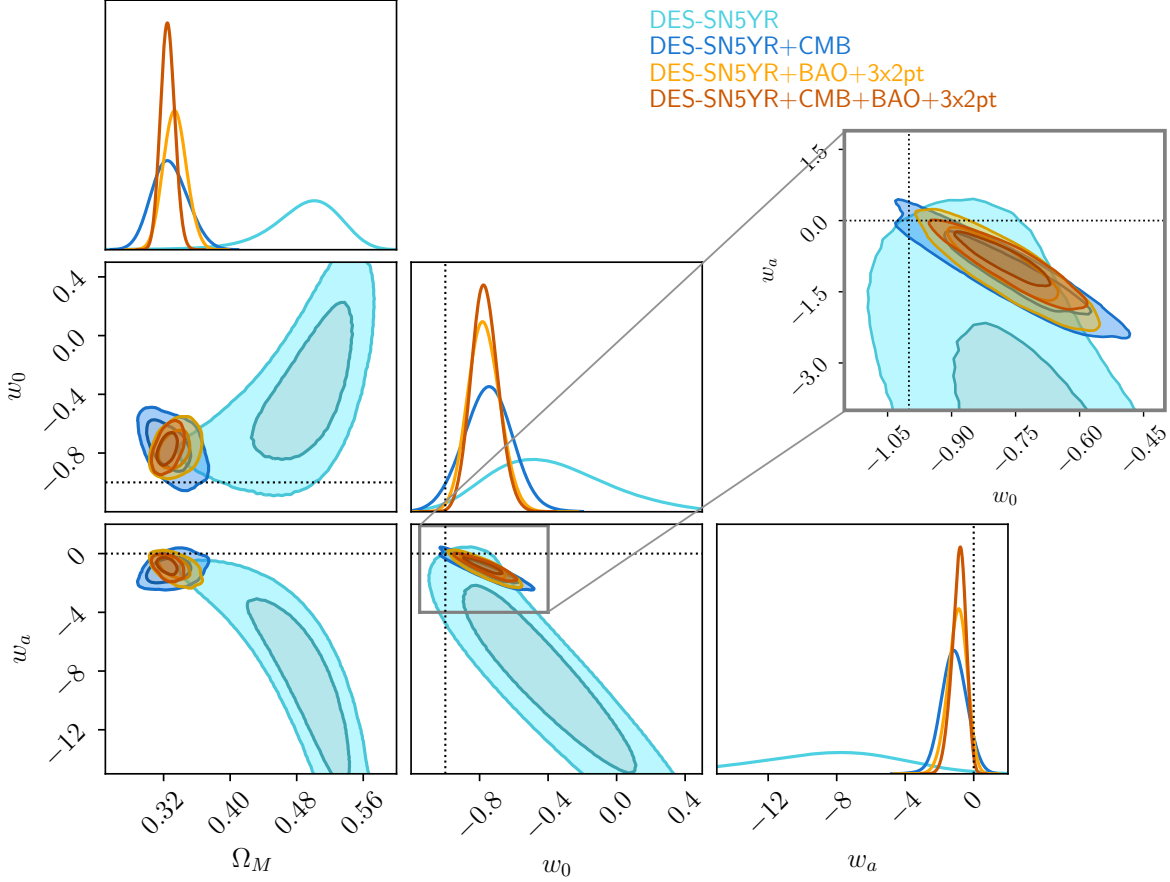 DES-SN5YR
DES-SN5YR+CMB
DES-SN5YR+BAO+3x2pt
DES-SN5YR+CMB+BAO+3x2pt
1.5
0.0
−1.5
−3.0
w_a
−1.05 −0.90 −0.75 −0.60 −0.45
w_0
0.4
0.0
−0.4
−0.8
w_0
0
−4
−8
−12
w_a
0.32 0.40 0.48 0.56
Ω_M
−0.8 −0.4 0.0 0.4
w_0
−12 −8 −4 0
w_a